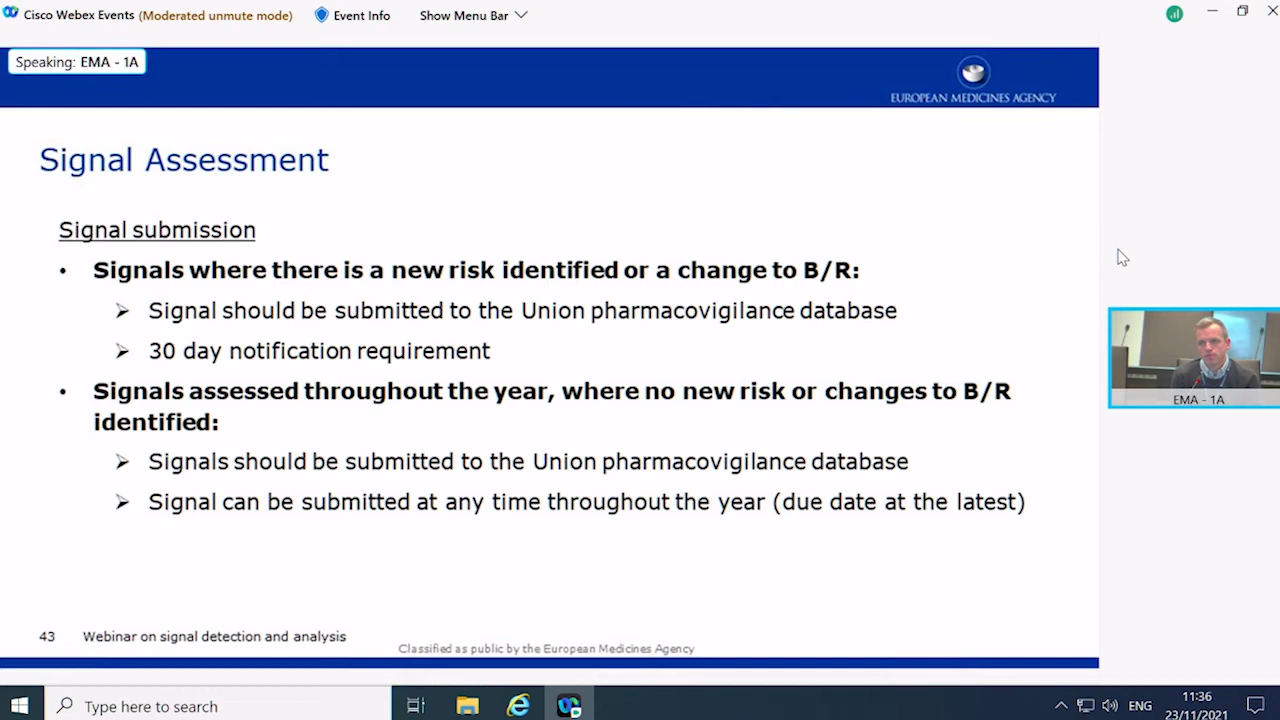 Cisco Webex Events (Moderated unmute mode) Event Info Show Menu Bar
Speaking: EMA - 1A
EUROPEAN MEDICINES AGENCY
Signal Assessment
Signal submission
• Signals where there is a new risk identified or a change to B/R:
➢ Signal should be submitted to the Union pharmacovigilance database
➢ 30 day notification requirement
• Signals assessed throughout the year, where no new risk or changes to B/R
identified:
➢ Signals should be submitted to the Union pharmacovigilance database
➢ Signal can be submitted at any time throughout the year (due date at the latest)
EMA - 1A
43 Webinar on signal detection and analysis
Classified as public by the European Medicines Agency
Type here to search
ENG
11:36
23/11/2021